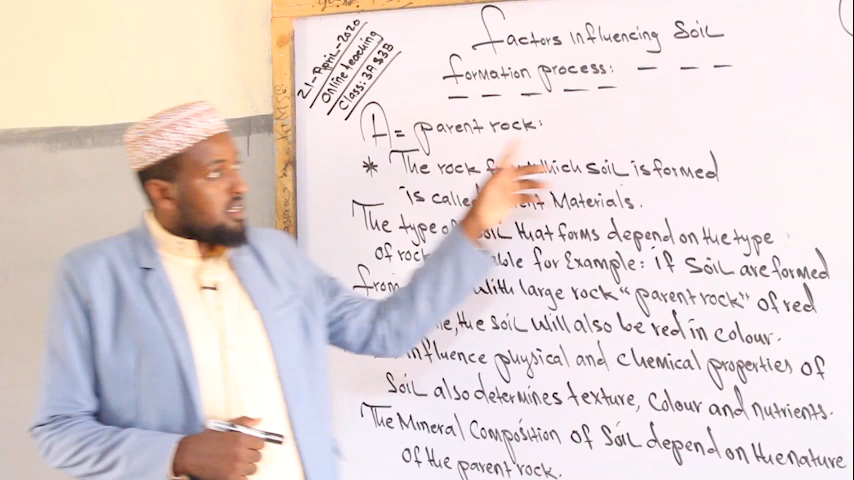 21-April-2020
Online teaching
Class: 3A $ 3B
Factors Influencing Soil
formation process:
A = parent rock:
* The rock which soil is formed
is called Materials.
The type of soil that forms depend on the type
of rock for Example: if Soil are formed
from with large rock "parent rock" of red
the soil will also be red in colour.
influence physical and chemical properties of
Soil also determines texture, Colour and nutrients.
The Mineral Composition of Soil depend on the nature
of the parent rock.